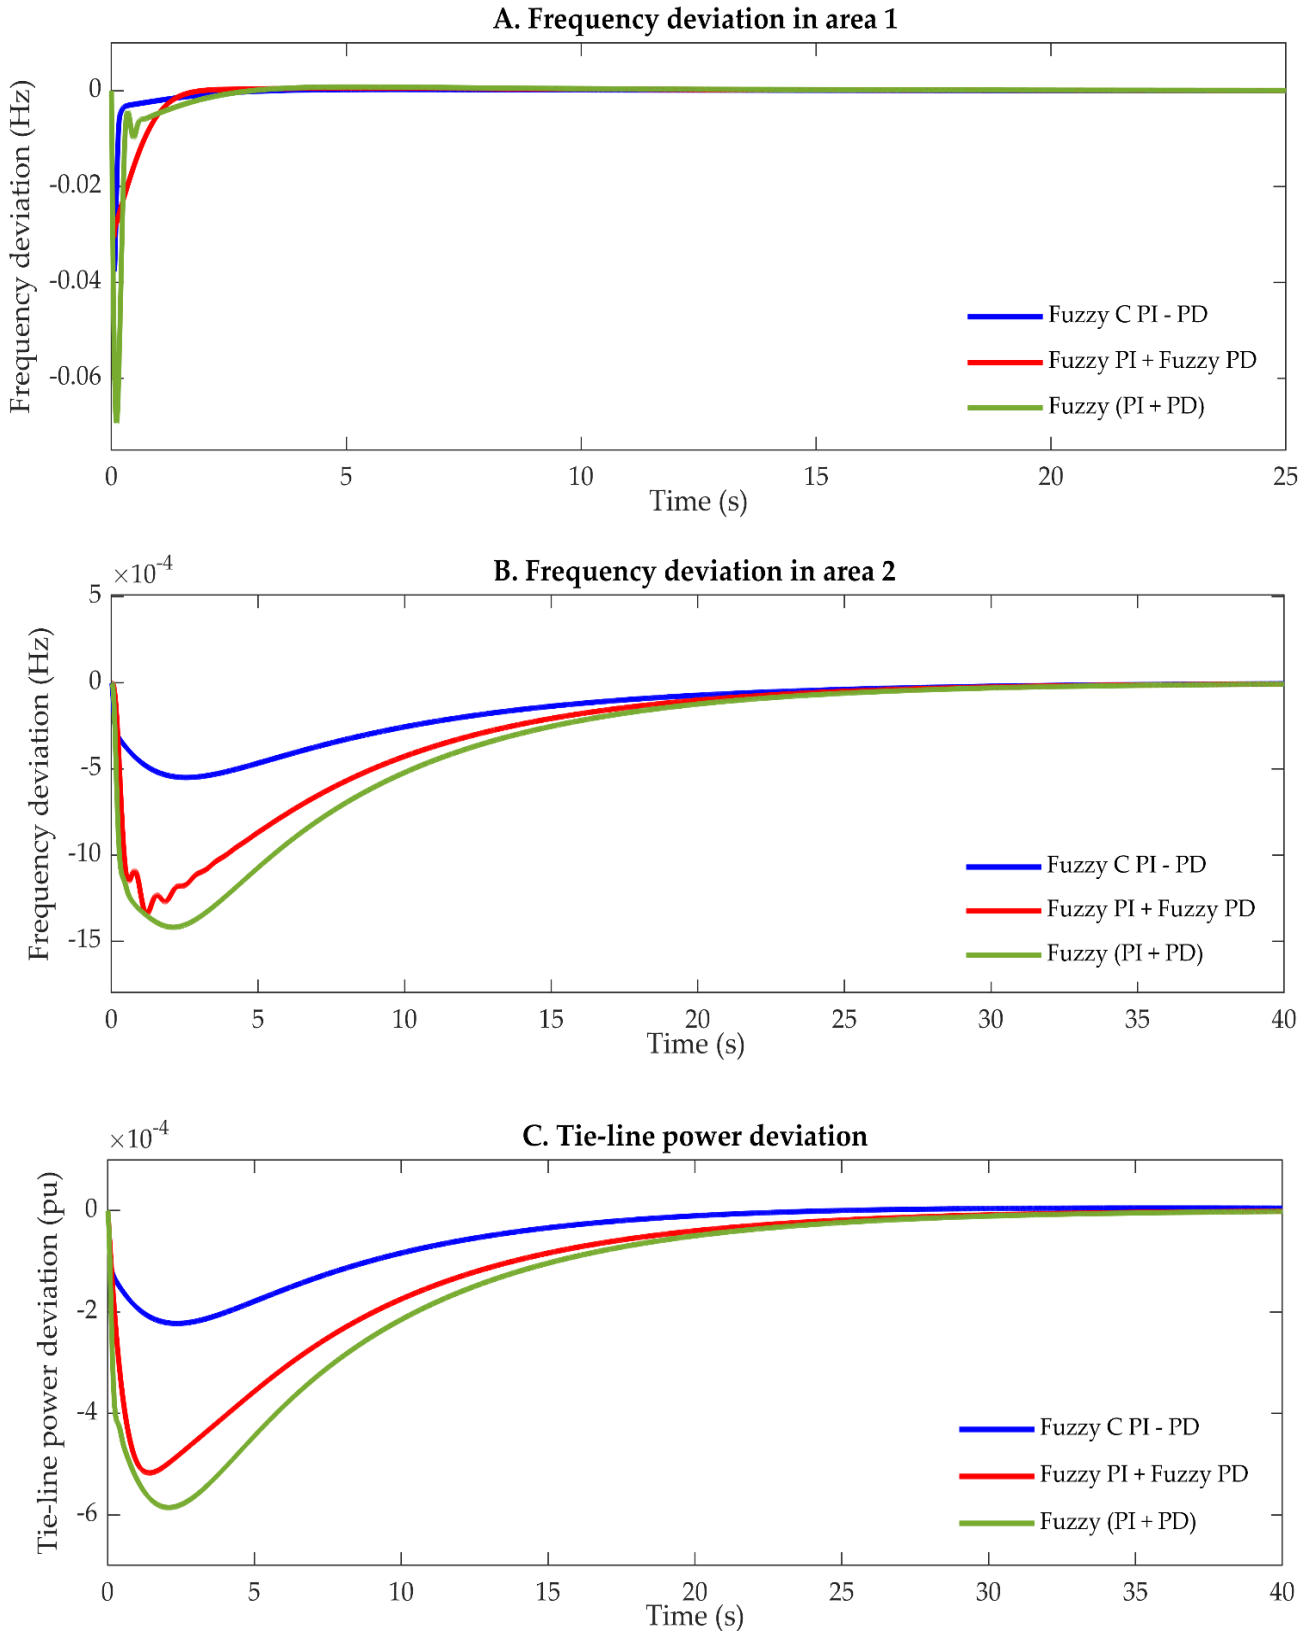 A. Frequency deviation in area 1
Frequency deviation (Hz)
0
-0.02
-0.04
-0.06
Fuzzy C PI - PD
Fuzzy PI + Fuzzy PD
Fuzzy (PI + PD)
0 5 10 15 20 25
Time (s)
×10-4
B. Frequency deviation in area 2
Frequency deviation (Hz)
5
0
-5
-10
-15
Fuzzy C PI - PD
Fuzzy PI + Fuzzy PD
Fuzzy (PI + PD)
0 5 10 15 20 25 30 35 40
Time (s)
×10-4
C. Tie-line power deviation
Tie-line power deviation (pu)
0
-2
-4
-6
Fuzzy C PI - PD
Fuzzy PI + Fuzzy PD
Fuzzy (PI + PD)
0 5 10 15 20 25 30 35 40
Time (s)